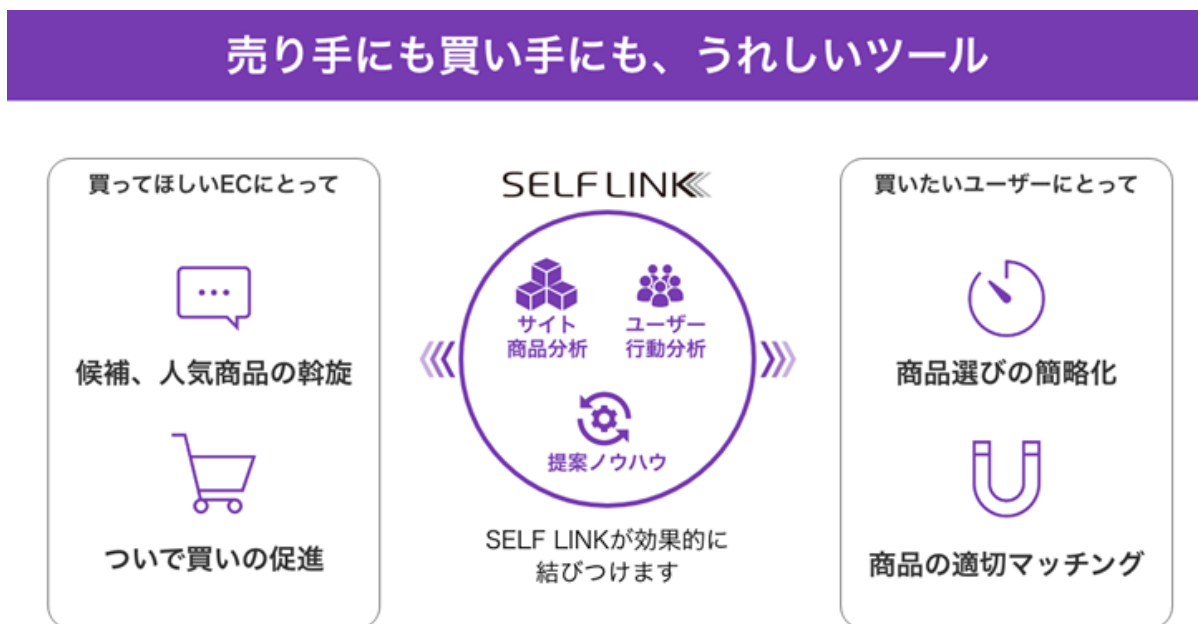 売り手にも買い手にも、うれしいツール
買ってほしいECにとって
候補、人気商品の斡旋
ついで買いの促進
SELF LINK
サイト
商品分析
ユーザー
行動分析
提案ノウハウ
SELF LINKが効果的に
結びつけます
買いたいユーザーにとって
商品選びの簡略化
商品の適切マッチング